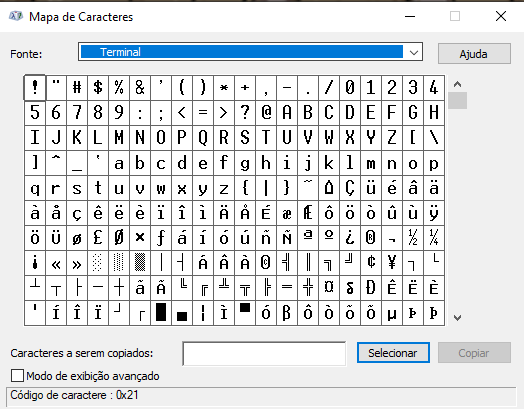 Mapa de Caracteres
Fonte:
Terminal
Ajuda
! " # $ % & ' ( ) * + , - . / 0 1 2 3 4
5 6 7 8 9 : ; < = > ? @ A B C D E F G H
I J K L M N O P Q R S T U V W X Y Z [ \
] ^ _ ` a b c d e f g h i j k l m n o p
q r s t u v w x y z { | } ~ ⌂ Ç ü é â ä
à å ç ê ë è ï î ì Ä Å É æ Æ ô ö ò û ù ÿ
Ö Ü ø £ Ø × ƒ á í ó ú ñ Ñ ª º ¿ ® ¬ ½ ¼
¡ « » ░ ▒ ▓ │ ┤ Á Â À © ╣ ║ ╗ ╝ ¢ ¥ ┐ └
┴ ┬ ├ ─ ┼ ã Ã ╚ ╔ ╩ ╦ ╠ ═ ╬ ¤ ð Ð Ê Ë È
ı Í Î Ï ┘ ┌ █ ▄ ¦ Ì ▀ Ó ß Ô Ò õ Õ µ þ Þ
Caracteres a serem copiados:
Selecionar
Copiar
Modo de exibição avançado
Código de caractere : 0x21